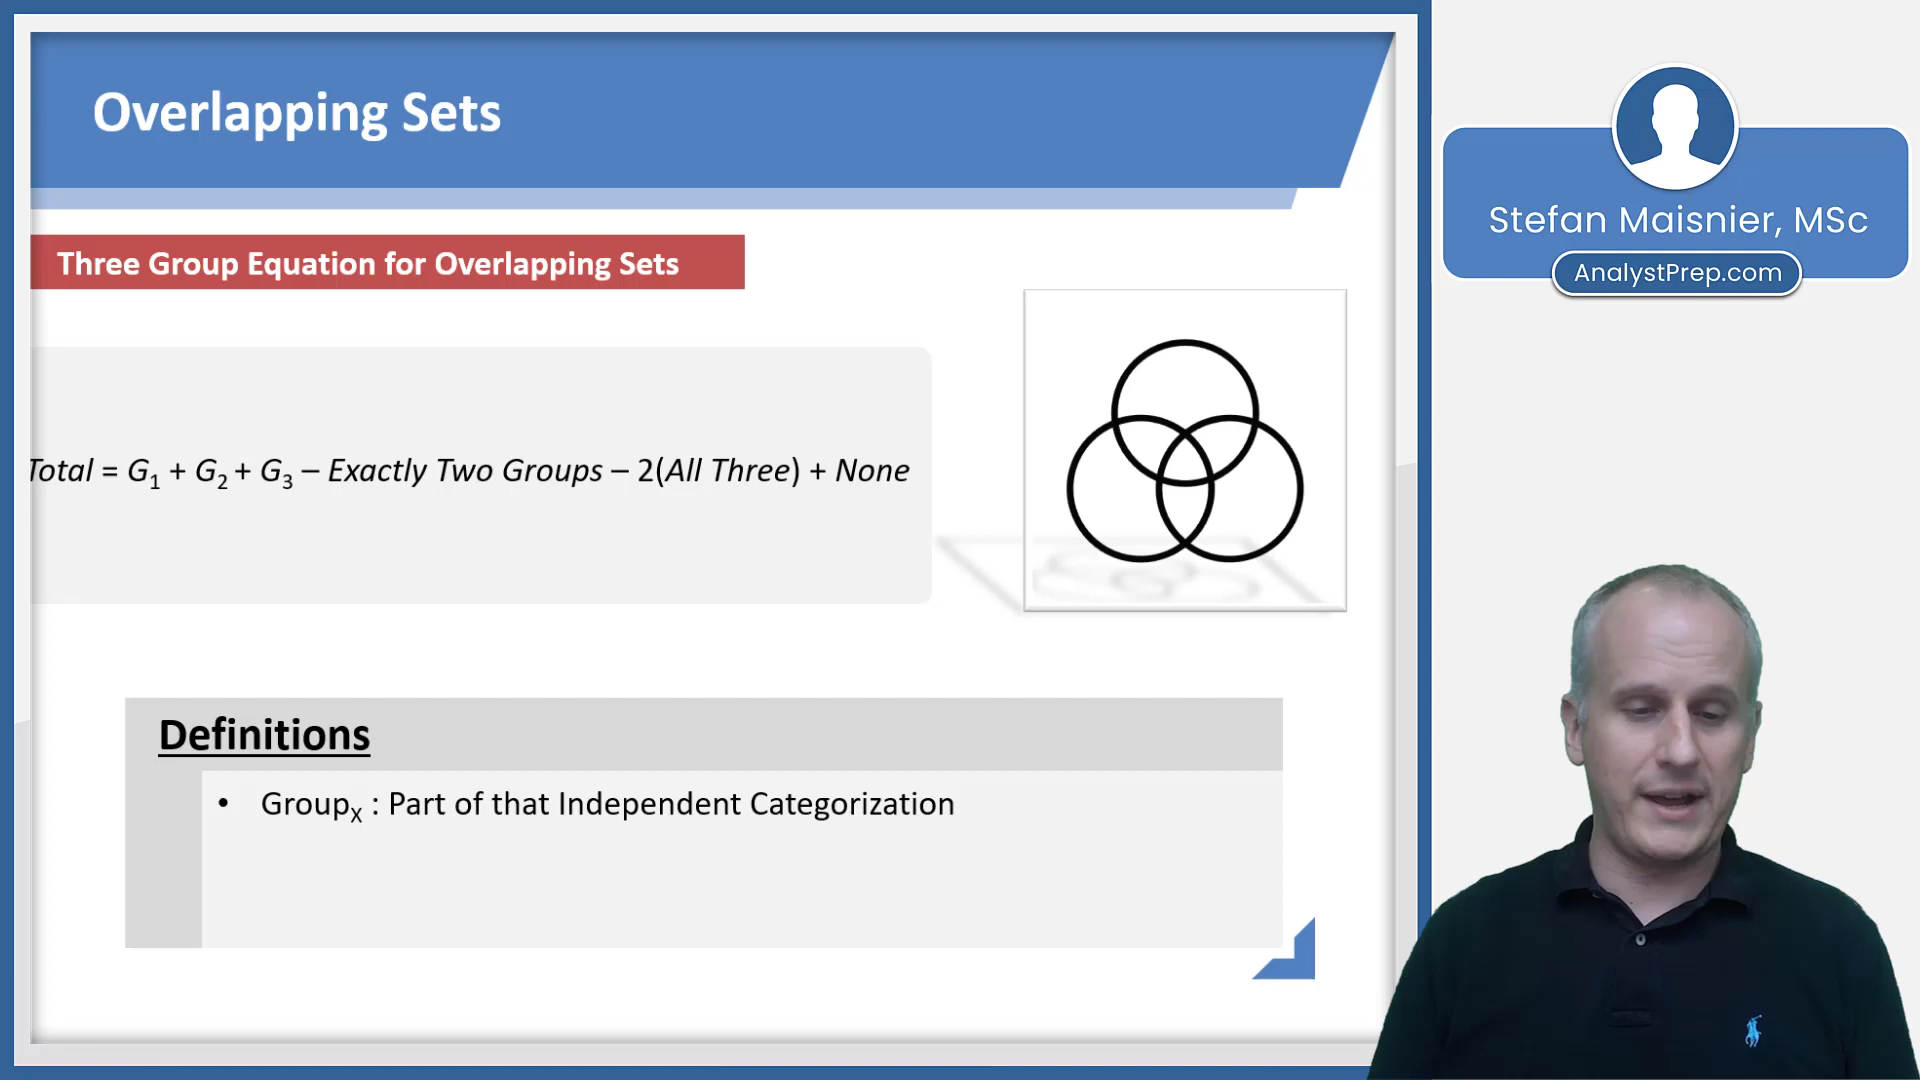 Overlapping Sets
Three Group Equation for Overlapping Sets
Total = G1 + G2 + G3 – Exactly Two Groups – 2(All Three) + None
Definitions
• GroupX : Part of that Independent Categorization
Stefan Maisnier, MSc
AnalystPrep.com